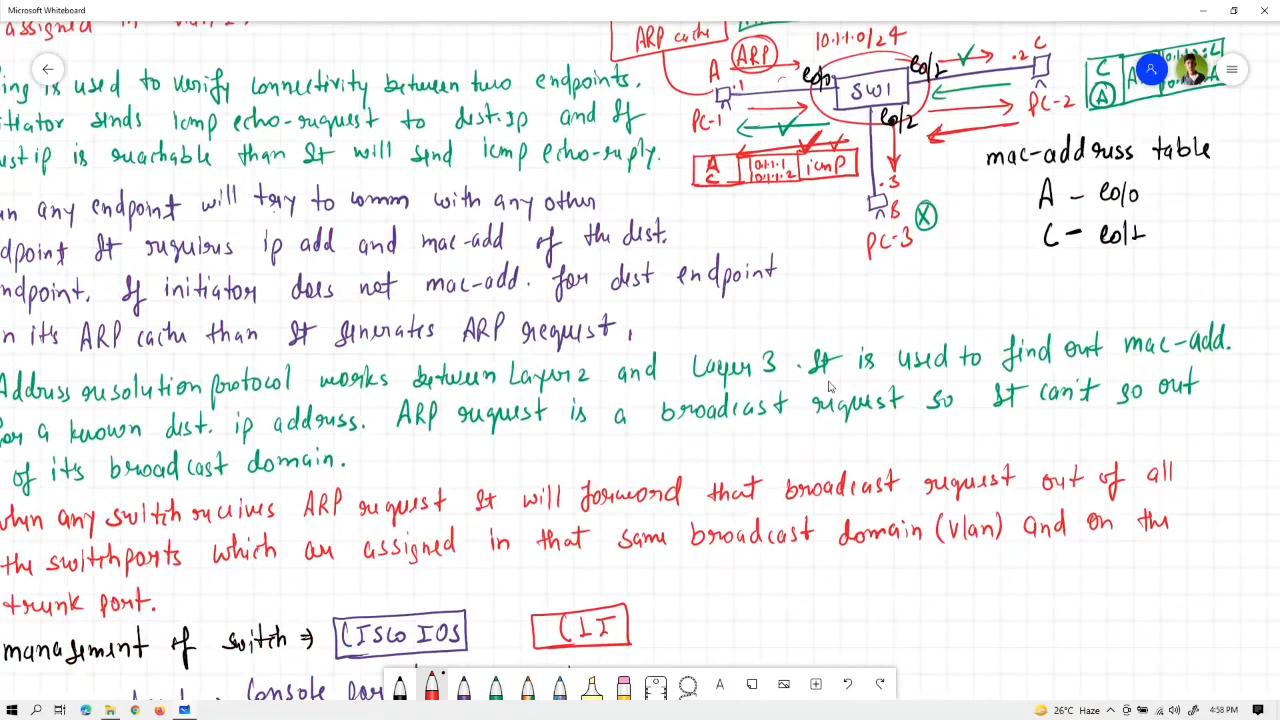 Microsoft Whiteboard
assigned in
ARP cache
ARP
10.1.1.0/24
A
.1
PC-1
e0/0
SW1
e0/1
e0/2
.2
C
PC-2
A
C
10.1.1.1
10.1.1.2
icmp
.3
B
X
PC-3
C
A
A
mac-address table
A - e0/0
C - e0/1
ing is used to verify connectivity between two endpoints.
itiator sends icmp echo-request to dest.ip and If
est ip is reachable than It will send icmp echo-reply.
n any endpoint will try to comm with any other
dpoint It requires ip add and mac-add of the dest.
ndpoint. If initiator does not mac-add. for dest endpoint
n it's ARP cache than It generates ARP request,
Address resolution protocol works between Layer 2 and Layer 3. It is used to find out mac-add.
for a known dest. ip address. ARP request is a broadcast request so It can't go out
of its broadcast domain.
when any switch receives ARP request It will forword that broadcast request out of all
the switchports which are assigned in that same broadcast domain (vlan) and on the
trunk port.
management of switch ⇒ CISCO IOS CLI
Console por
26°C Haze
4:58 PM